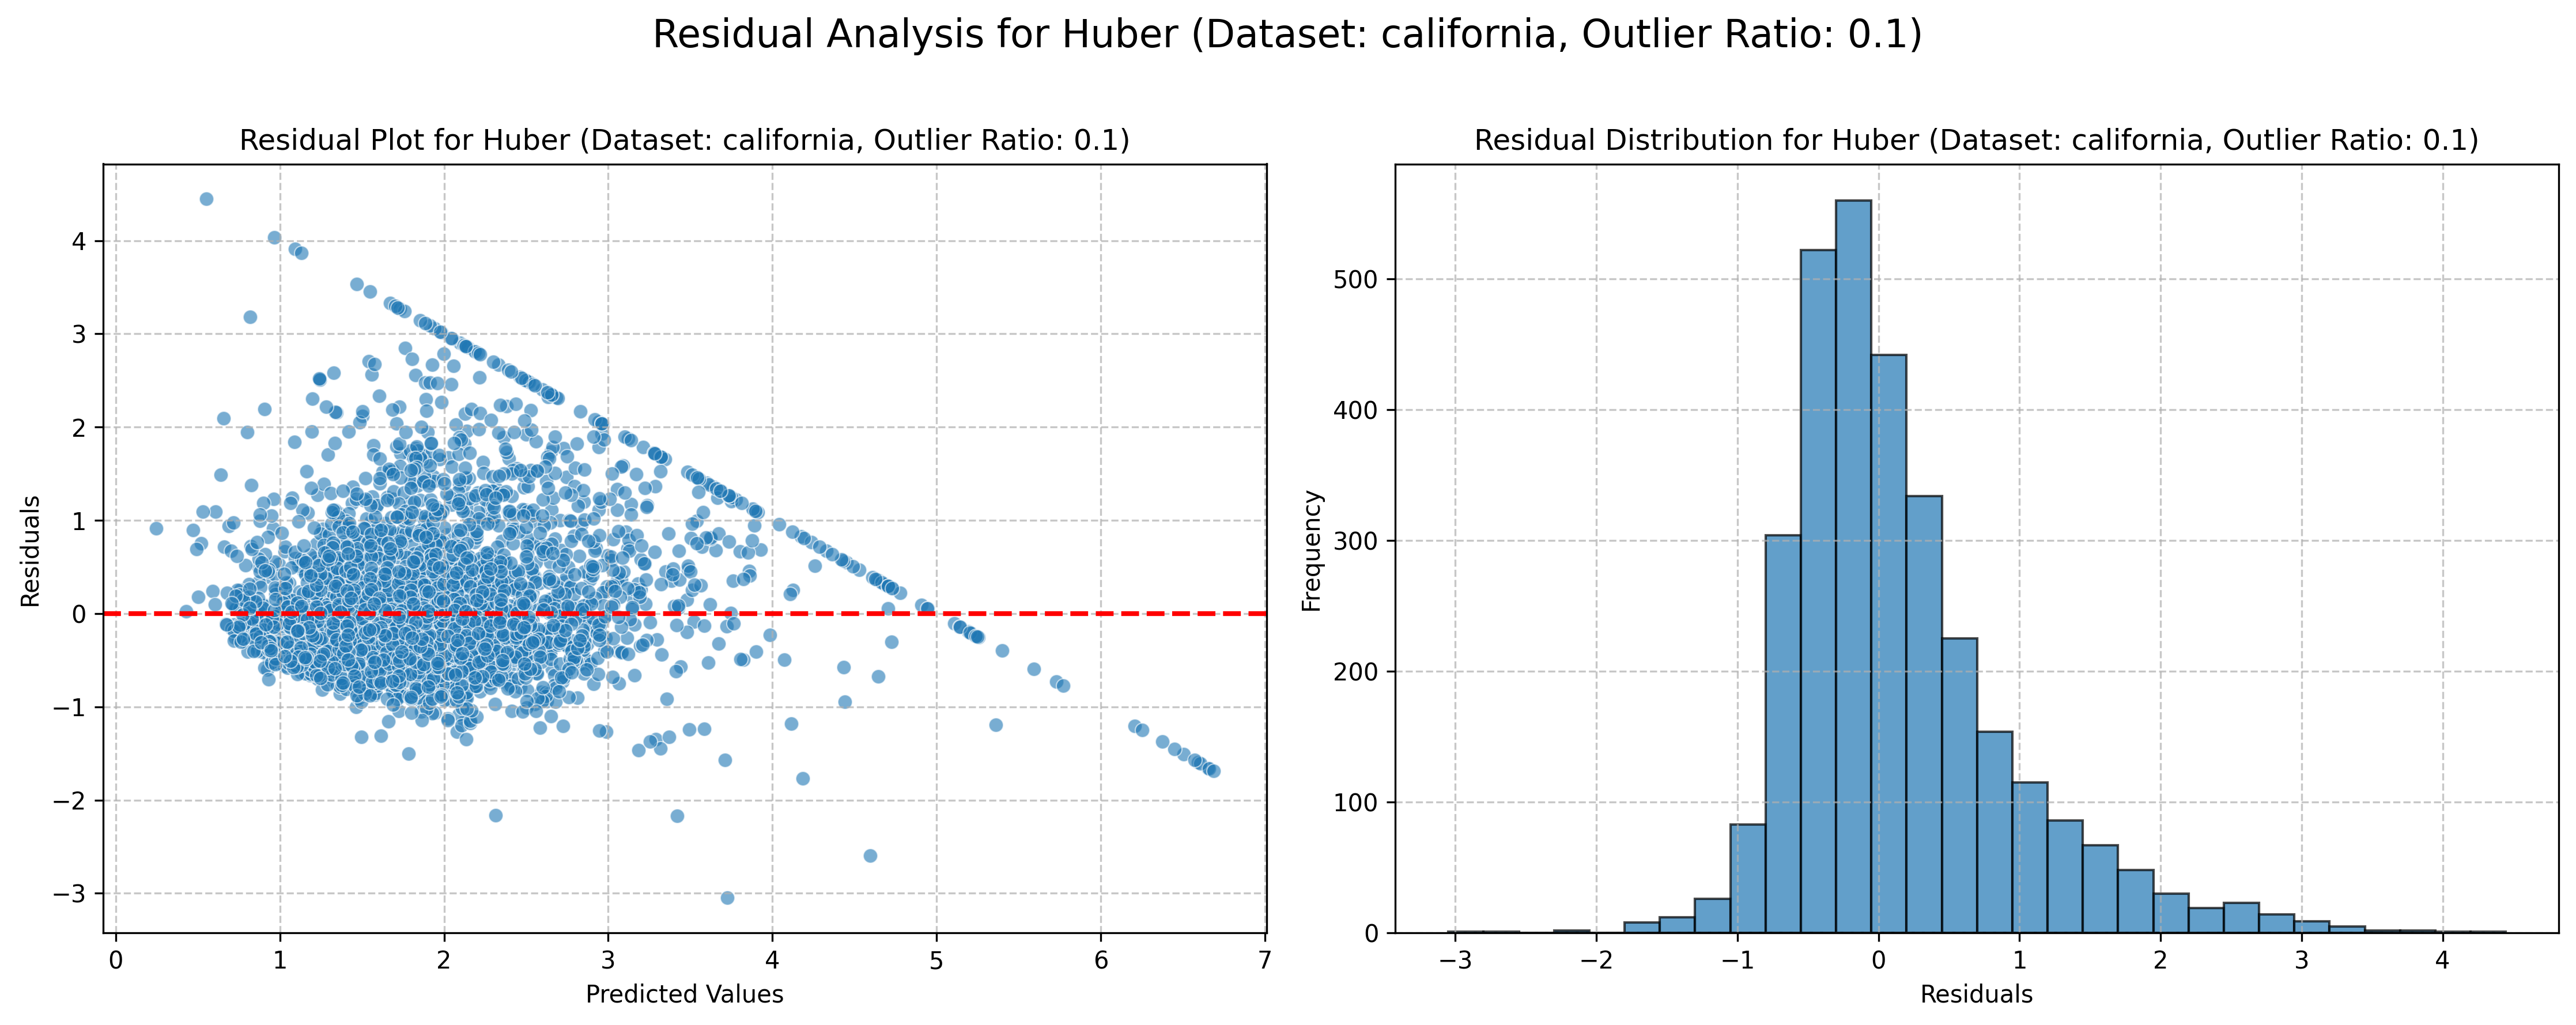 Residual Analysis for Huber (Dataset: california, Outlier Ratio: 0.1)
Residual Plot for Huber (Dataset: california, Outlier Ratio: 0.1)
Residuals
4
3
2
1
0
−1
−2
−3
0 1 2 3 4 5 6 7
Predicted Values
Residual Distribution for Huber (Dataset: california, Outlier Ratio: 0.1)
Frequency
500
400
300
200
100
0
−3 −2 −1 0 1 2 3 4
Residuals